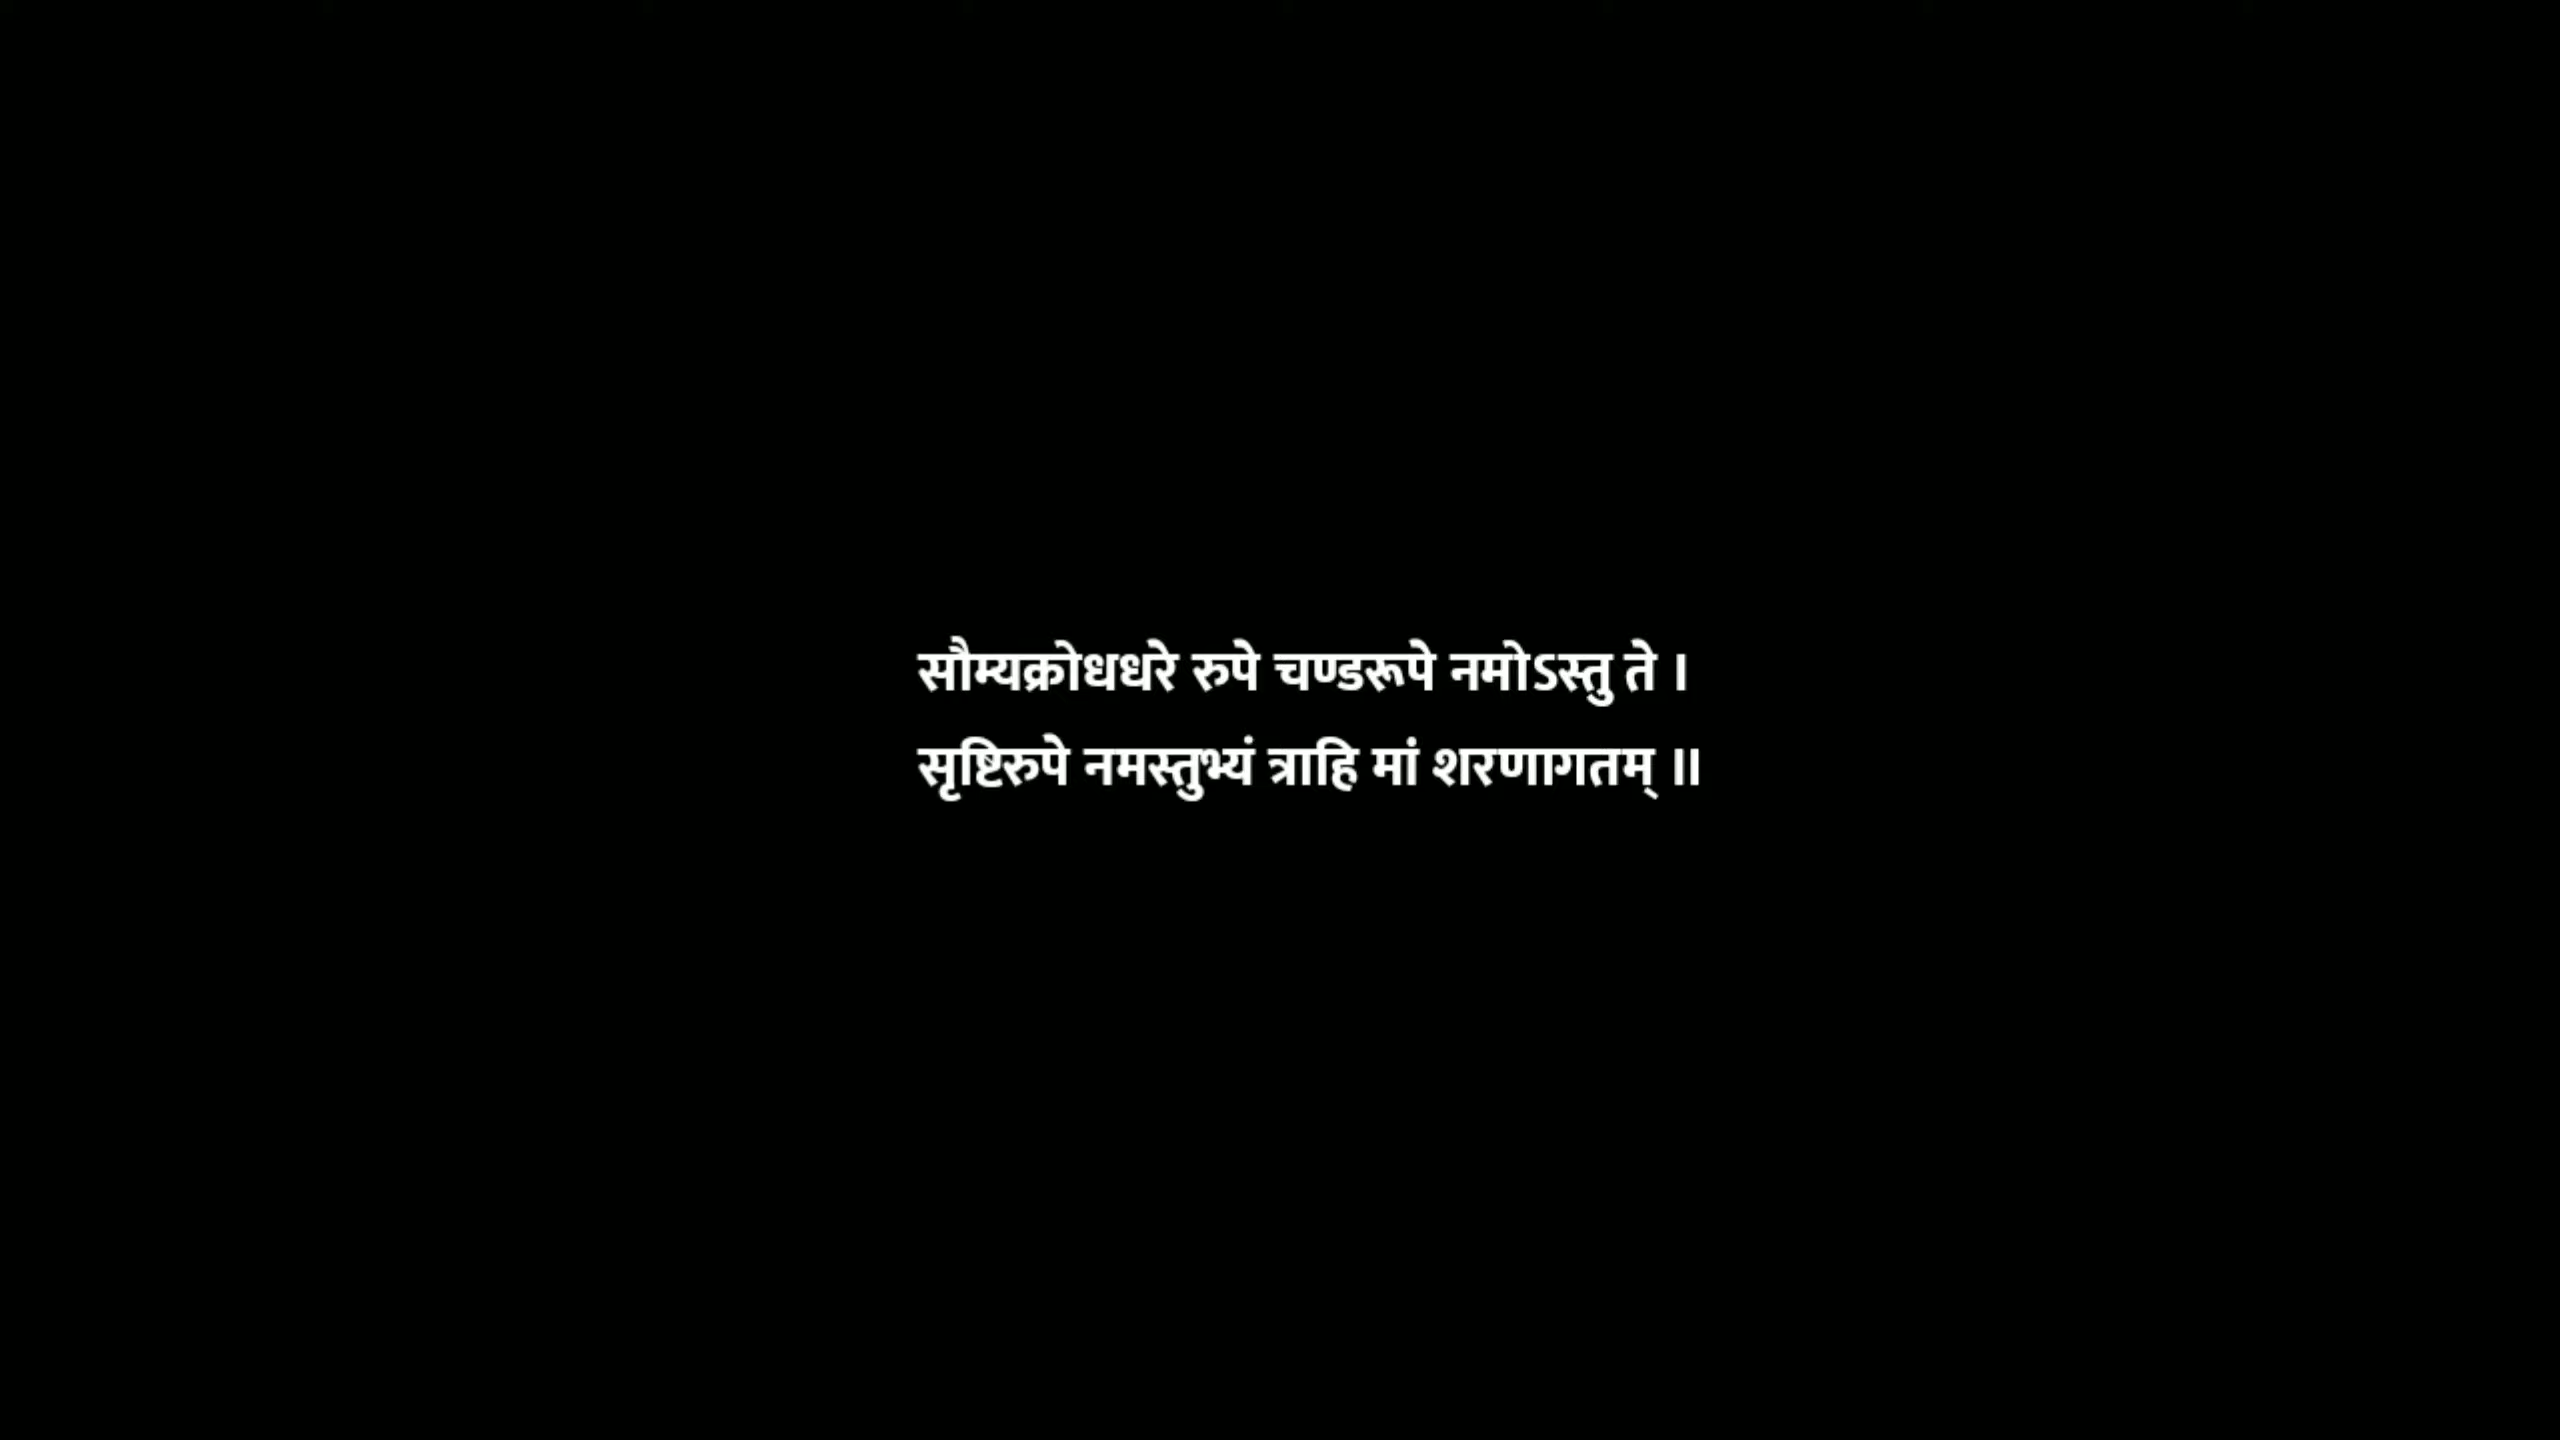 सौम्यक्रोधधरे रुपे चण्डरूपे नमोऽस्तु ते ।
सृष्टिरुपे नमस्तुभ्यं त्राहि मां शरणागतम् ॥